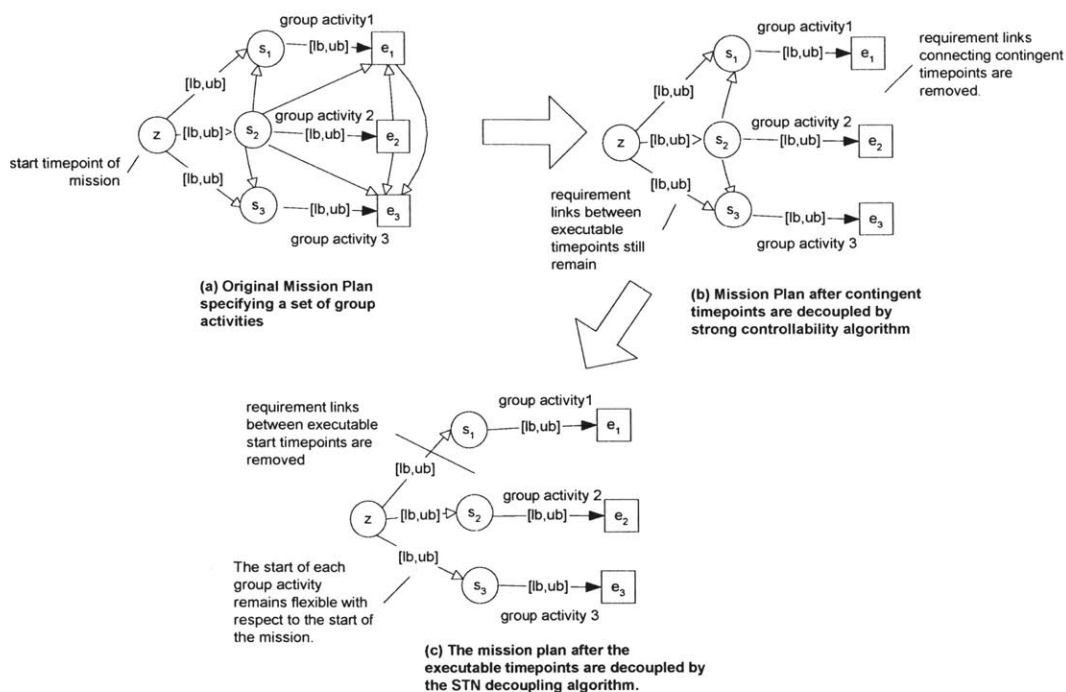 group activity1
[lb,ub]
s1
e1
[lb,ub]
group activity 2
z
[lb,ub]>
s2
[lb,ub]
e2
start timepoint of
mission
[lb,ub]
s3
[lb,ub]
e3
group activity 3
(a) Original Mission Plan
specifying a set of group
activities
group activity1
s1
[lb,ub]
e1
requirement links
connecting contingent
timepoints are
removed.
[lb,ub]
group activity 2
z
[lb,ub]>
s2
[lb,ub]
e2
[lb,ub]
requirement
links between
executable
timepoints still
remain
s3
[lb,ub]
e3
group activity 3
(b) Mission Plan after contingent
timepoints are decoupled by
strong controllability algorithm
requirement links
between executable
start timepoints are
removed
group activity1
s1
[lb,ub]
e1
[lb,ub]
group activity 2
z
[lb,ub]
s2
[lb,ub]
e2
[lb,ub]
The start of each
group activity
remains flexible with
respect to the start of
the mission.
s3
[lb,ub]
e3
group activity 3
(c) The mission plan after the
executable timepoints are decoupled by
the STN decoupling algorithm.